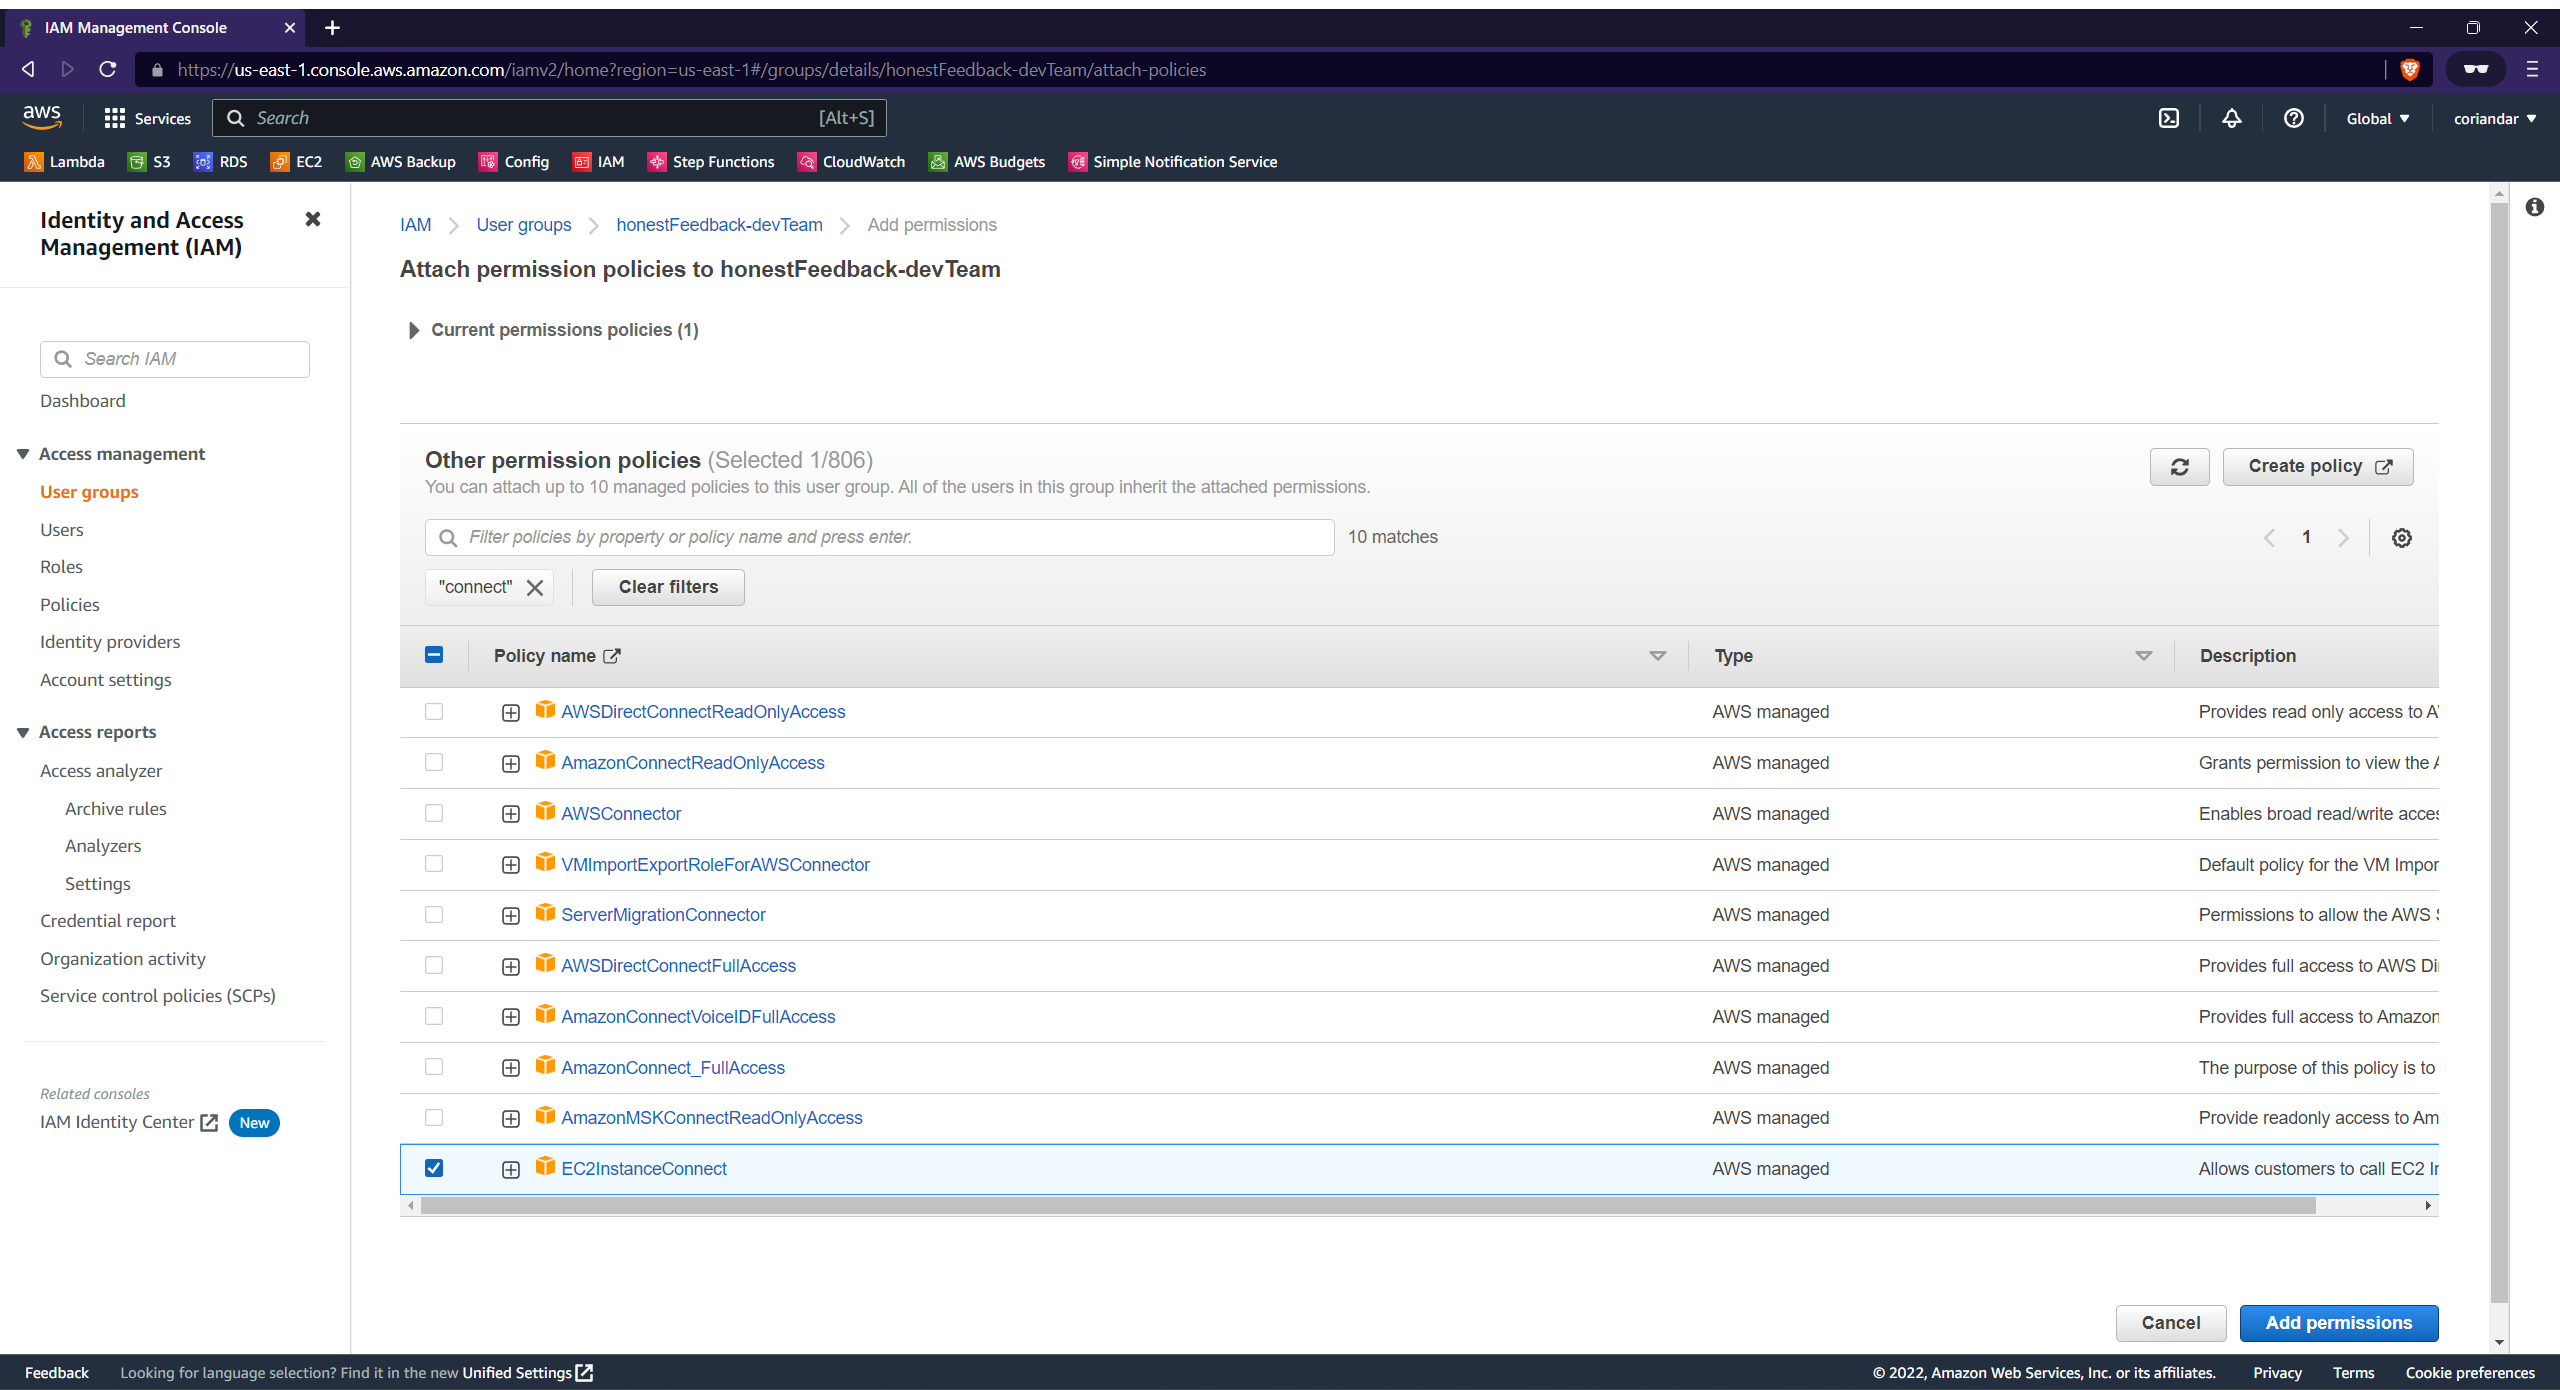 IAM Management Console
https://us-east-1.console.aws.amazon.com/iamv2/home?region=us-east-1#/groups/details/honestFeedback-devTeam/attach-policies
aws
Services
Search
[Alt+S]
Global
coriandar
Lambda
S3
RDS
EC2
AWS Backup
Config
IAM
Step Functions
CloudWatch
AWS Budgets
Simple Notification Service
Identity and Access
Management (IAM)
Search IAM
Dashboard
Access management
User groups
Users
Roles
Policies
Identity providers
Account settings
Access reports
Access analyzer
Archive rules
Analyzers
Settings
Credential report
Organization activity
Service control policies (SCPs)
Related consoles
IAM Identity Center
New
IAM
User groups
honestFeedback-devTeam
Add permissions
Attach permission policies to honestFeedback-devTeam
Current permissions policies (1)
Other permission policies (Selected 1/806)
You can attach up to 10 managed policies to this user group. All of the users in this group inherit the attached permissions.
Create policy
Filter policies by property or policy name and press enter.
10 matches
1
"connect"
Clear filters
Policy name
Type
Description
AWSDirectConnectReadOnlyAccess
AWS managed
Provides read only access to A
AmazonConnectReadOnlyAccess
AWS managed
Grants permission to view the A
AWSConnector
AWS managed
Enables broad read/write acce
VMImportExportRoleForAWSConnector
AWS managed
Default policy for the VM Impor
ServerMigrationConnector
AWS managed
Permissions to allow the AWS S
AWSDirectConnectFullAccess
AWS managed
Provides full access to AWS Di
AmazonConnectVoiceIDFullAccess
AWS managed
Provides full access to Amazon
AmazonConnect_FullAccess
AWS managed
The purpose of this policy is to
AmazonMSKConnectReadOnlyAccess
AWS managed
Provide readonly access to Am
EC2InstanceConnect
AWS managed
Allows customers to call EC2 In
Cancel
Add permissions
Feedback
Looking for language selection? Find it in the new Unified Settings
© 2022, Amazon Web Services, Inc. or its affiliates.
Privacy
Terms
Cookie preferences